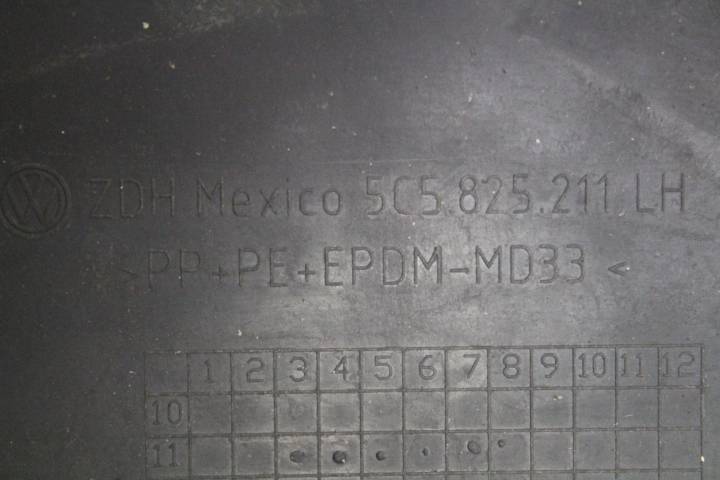 VW ZDH Mexico 5C5.825.211 LH
>PP+PE+EPDM-MD33 <
1 2 3 4 5 6 7 8 9 10 11 12
10
11